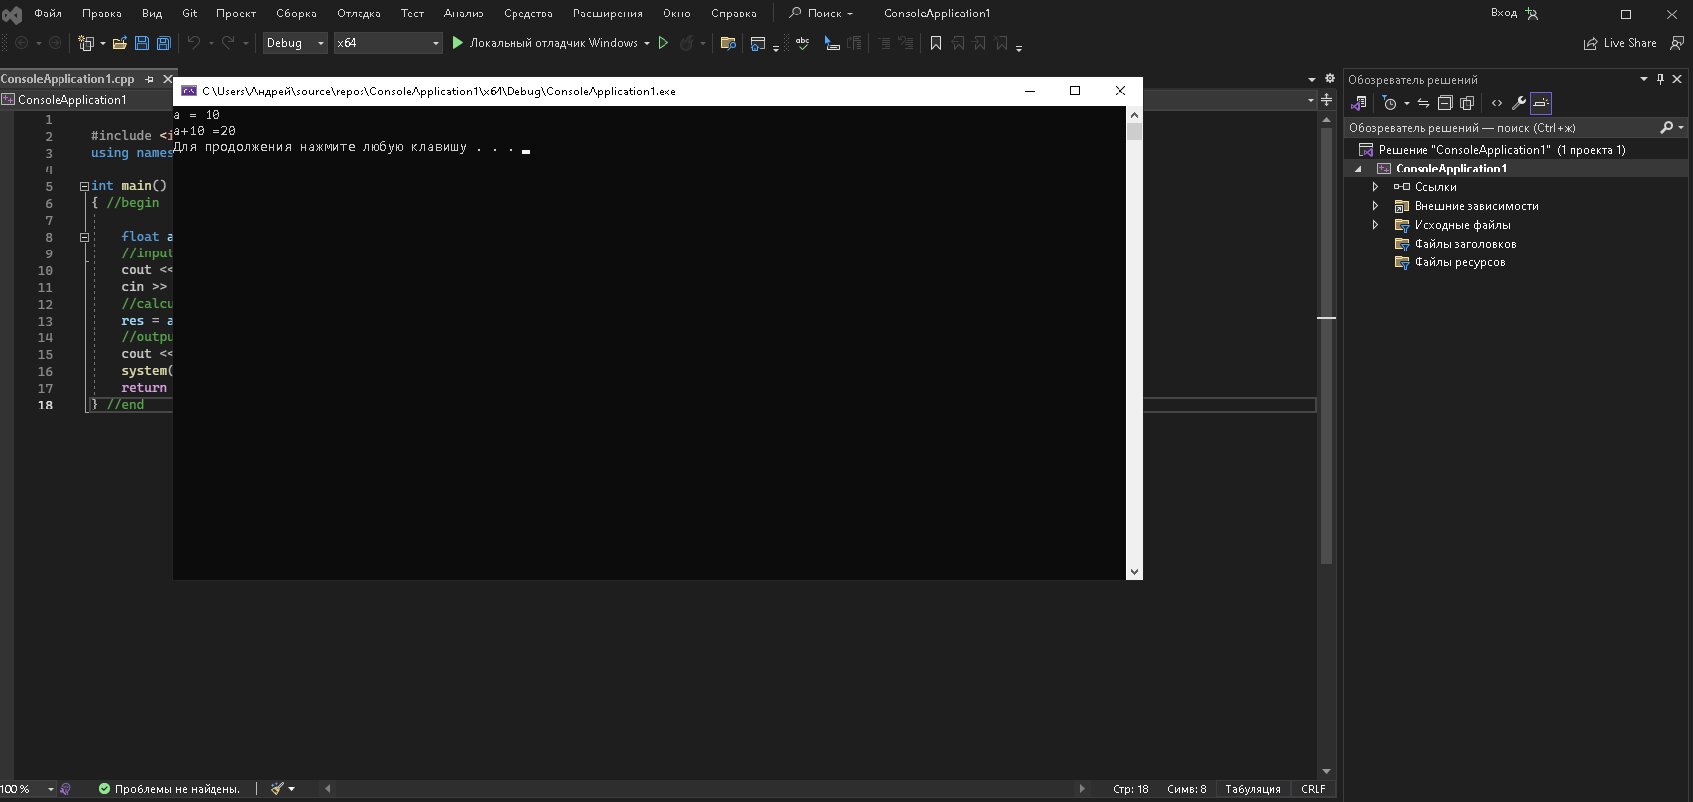 Файл Правка Вид Git Проект Сборка Отладка Тест Анализ Средства Расширения Окно Справка Поиск ConsoleApplication1 Вход
Debug x64 Локальный отладчик Windows Live Share
ConsoleApplication1.cpp
ConsoleApplication1
C:\Users\Андрей\source\repos\ConsoleApplication1\x64\Debug\ConsoleApplication1.exe
a = 10
a+10 =20
Для продолжения нажмите любую клавишу . . .
1
2 #include <i
3 using names
4
5 int main()
6 { //begin
7
8 float a
9 //input
10 cout <<
11 cin >>
12 //calcu
13 res = a
14 //outpu
15 cout <<
16 system(
17 return
18 } //end
Обозреватель решений
Обозреватель решений — поиск (Ctrl+ж)
Решение "ConsoleApplication1" (1 проекта 1)
ConsoleApplication1
Ссылки
Внешние зависимости
Исходные файлы
Файлы заголовков
Файлы ресурсов
100 % Проблемы не найдены. Стр: 18 Симв: 8 Табуляция CRLF